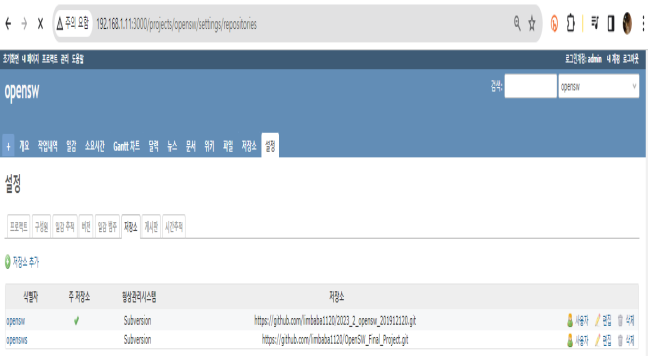 주의 요함 192.168.1.11:3000/projects/opensw/settings/repositories
초기화면 내 페이지 프로젝트 관리 도움말 로그인계정: admin 내 계정 로그아웃
opensw 검색: opensw
+ 개요 작업내역 일감 소요시간 Gantt 차트 달력 뉴스 문서 위키 파일 저장소 설정
설정
프로젝트 구성원 일감 추적 버전 일감 범주 저장소 게시판 시간추적
저장소 추가
식별자 주 저장소 형상관리시스템 저장소
opensw Subversion https://github.com/limbaba1120/2023_2_opensw_201912120.git 사용자 편집 삭제
opensws Subversion https://github.com/limbaba1120/OpenSW_Final_Project.git 사용자 편집 삭제